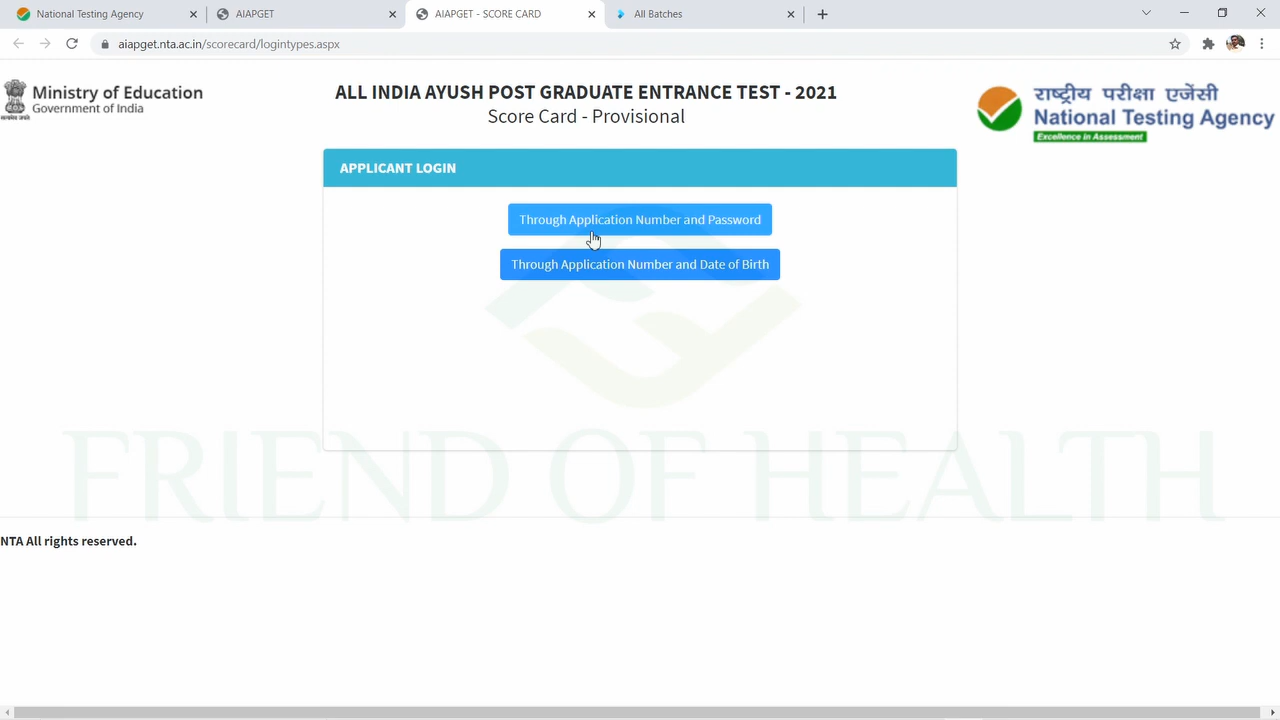 National Testing Agency
AIAPGET
AIAPGET - SCORE CARD
All Batches
aiapget.nta.ac.in/scorecard/logintypes.aspx
Ministry of Education
Government of India
ALL INDIA AYUSH POST GRADUATE ENTRANCE TEST - 2021
Score Card - Provisional
राष्ट्रीय परीक्षा एजेंसी
National Testing Agency
Excellence in Assessment
APPLICANT LOGIN
Through Application Number and Password
Through Application Number and Date of Birth
FRIEND OF HEALTH
NTA All rights reserved.